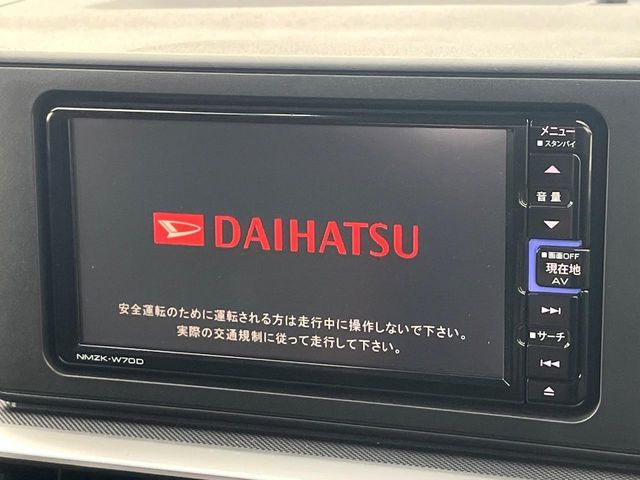 DAIHATSU
安全運転のために運転される方は走行中に操作しないで下さい。
実際の交通規制に従って走行して下さい。
NMZK-W70D
メニュー
スタンバイ
音量
画面OFF
現在地
AV
サーチ